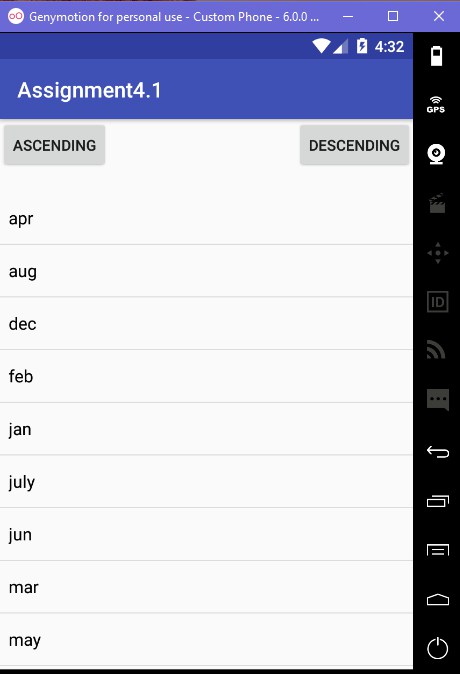 Genymotion for personal use - Custom Phone - 6.0.0 ...
4:32
Assignment4.1
ASCENDING
DESCENDING
apr
aug
dec
feb
jan
july
jun
mar
may
GPS
ID